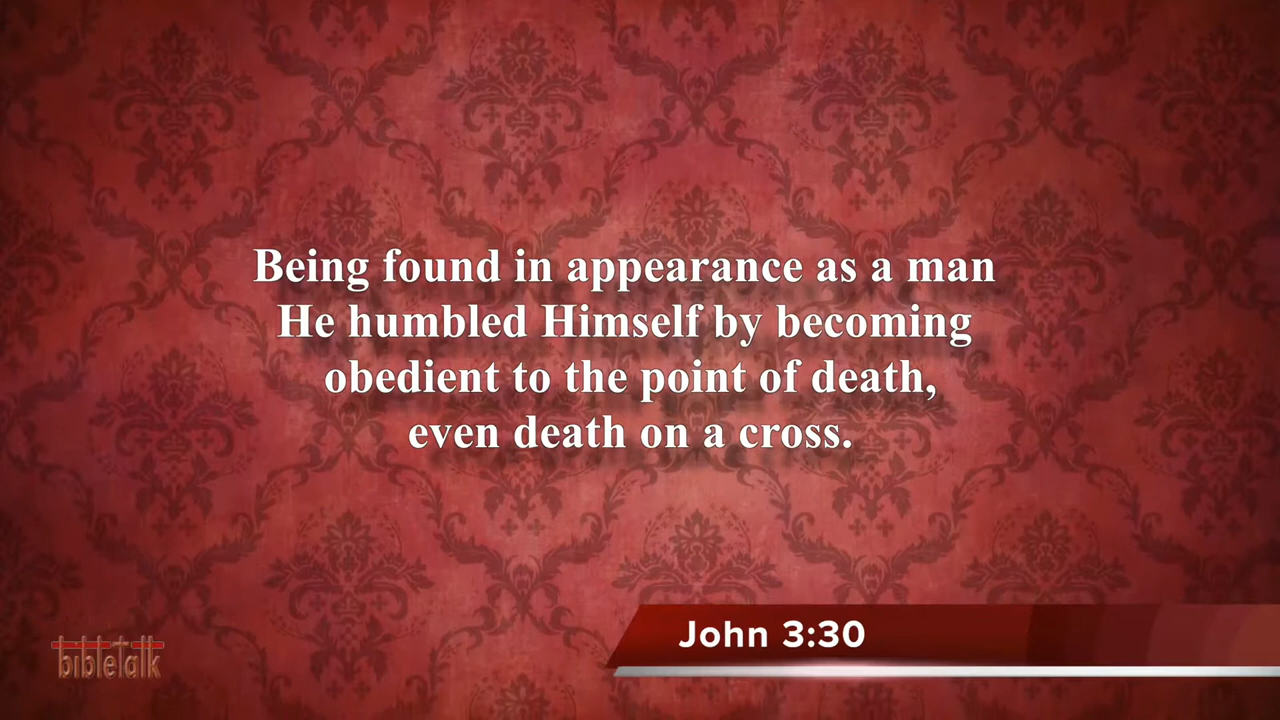 Being found in appearance as a man
He humbled Himself by becoming
obedient to the point of death,
even death on a cross.
John 3:30
bibletalk